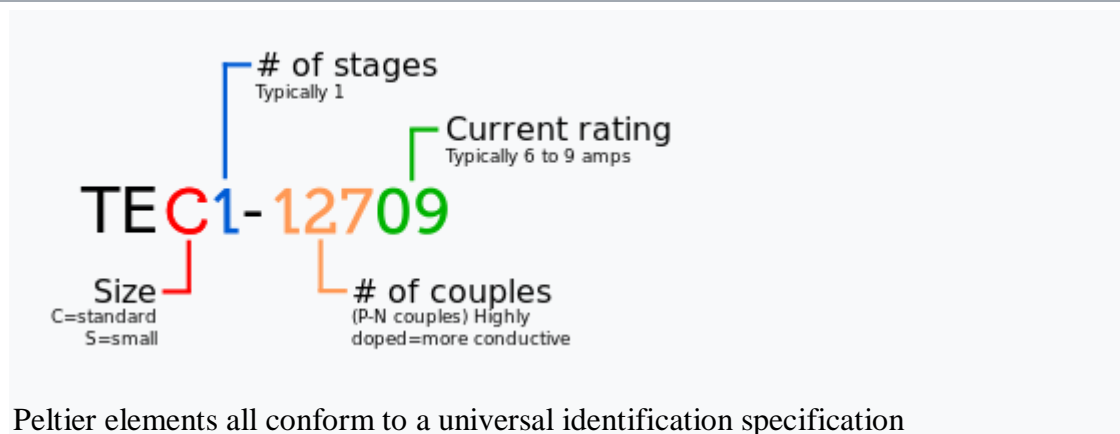 # of stages
Typically 1
Current rating
Typically 6 to 9 amps
TEC1-12709
Size
C=standard
S=small
# of couples
(P-N couples) Highly
doped=more conductive
Peltier elements all conform to a universal identification specification